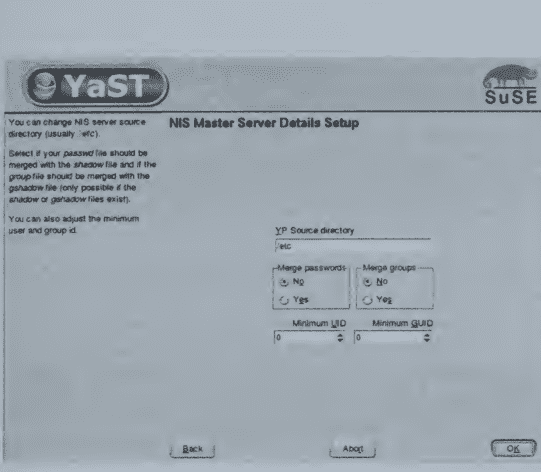 YaST
SuSE
You can change NIS server source
directory (usually /etc).
Select if your passwd file should be
merged with the shadow file and if the
group file should be merged with the
gshadow file (only possible if the
shadow or gshadow files exist).
You can also adjust the minimum
user and group id.
NIS Master Server Details Setup
YP Source directory
/etc
Merge passwords
No
Yes
Merge groups
No
Yes
Minimum UID
0
Minimum GUID
0
Back
Abort
OK